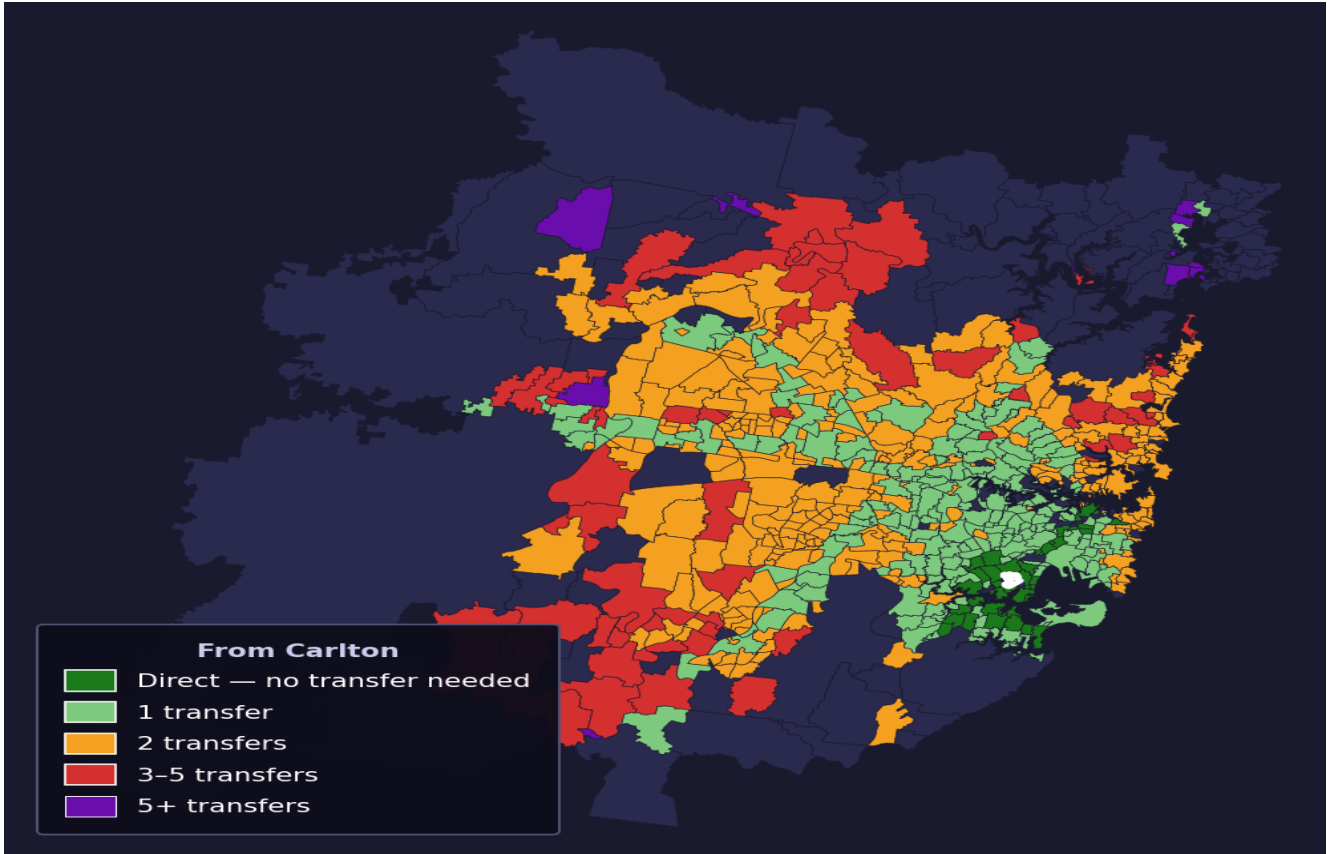 From Carlton
Direct — no transfer needed
1 transfer
2 transfers
3–5 transfers
5+ transfers